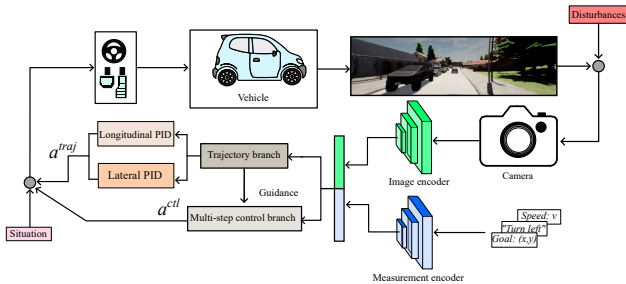 Disturbances
Vehicle
Longitudinal PID
a^{traj}
Lateral PID
Trajectory branch
Guidance
a^{ctl}
Multi-step control branch
Situation
Image encoder
Camera
Speed: v
"Turn left"
Goal: (x,y)
Measurement encoder